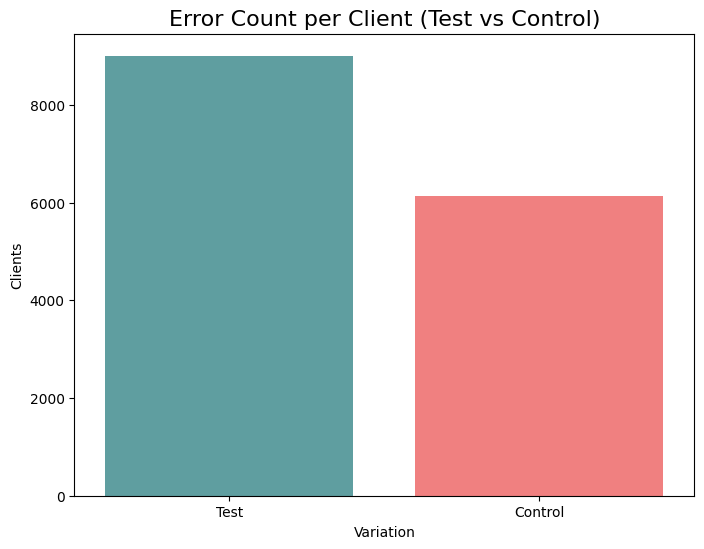 Error Count per Client (Test vs Control)
8000
6000
4000
2000
0
Clients
Test Control
Variation